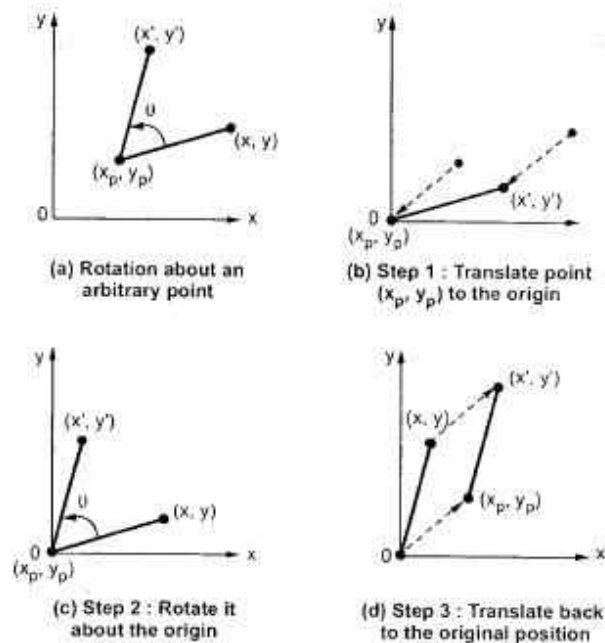 y
(x', y')
θ
(x, y)
(xp, yp)
0
x
(a) Rotation about an
arbitrary point
y
(x', y')
0
(xp, yp)
(b) Step 1 : Translate point
(xp, yp) to the origin
y
(x', y')
θ
(x, y)
0
x
(xp, yp)
(c) Step 2 : Rotate it
about the origin
y
(x', y')
(x, y)
(xp, yp)
0
x
(d) Step 3 : Translate back
to the original position